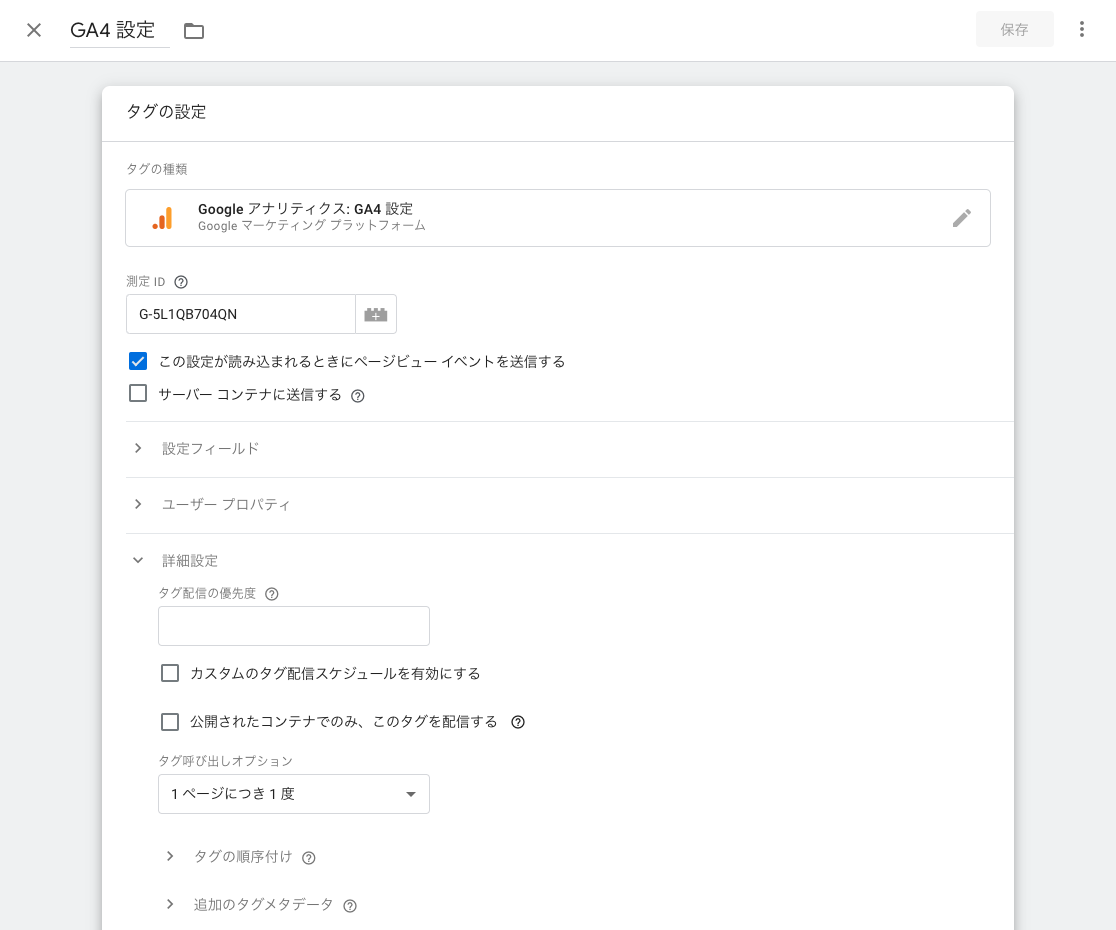 GA4 設定
保存
タグの設定
タグの種類
Google アナリティクス: GA4 設定
Google マーケティング プラットフォーム
測定 ID
G-5L1QB704QN
この設定が読み込まれるときにページビュー イベントを送信する
サーバー コンテナに送信する
設定フィールド
ユーザー プロパティ
詳細設定
タグ配信の優先度
カスタムのタグ配信スケジュールを有効にする
公開されたコンテナでのみ、このタグを配信する
タグ呼び出しオプション
1 ページにつき 1 度
タグの順序付け
追加のタグメタデータ